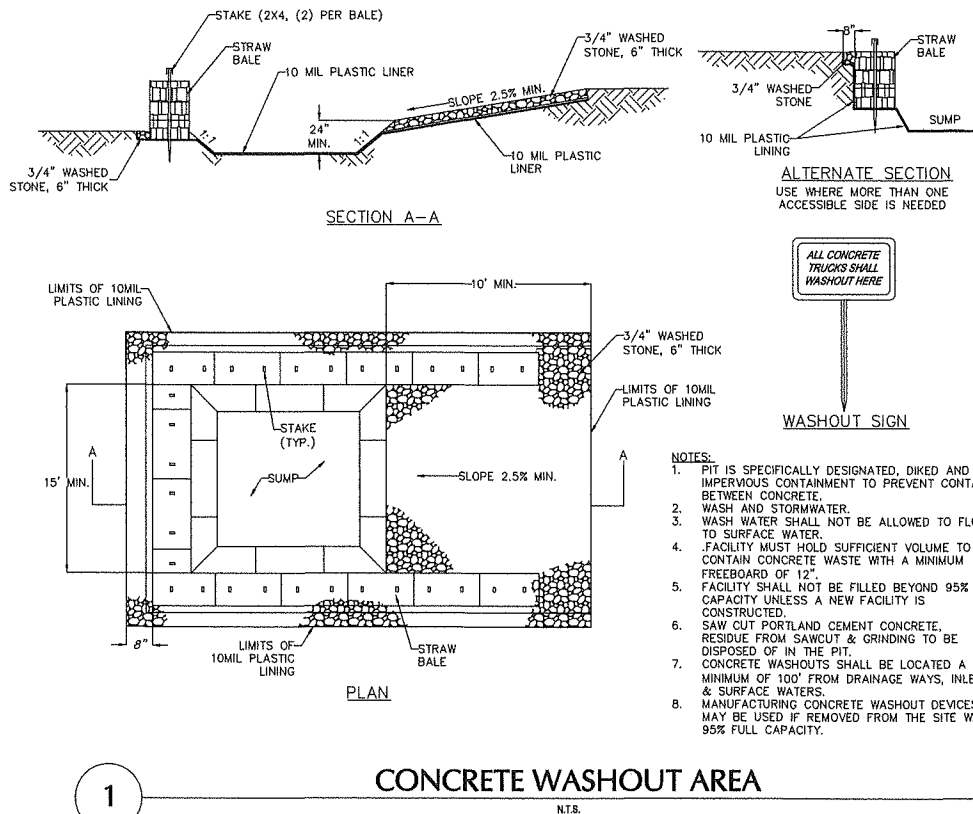 STAKE (2X4, (2) PER BALE)
STRAW
BALE
10 MIL PLASTIC LINER
3/4" WASHED
STONE, 6" THICK
SLOPE 2.5% MIN.
1:1
24"
MIN.
1:1
10 MIL PLASTIC
LINER
3/4" WASHED
STONE, 6" THICK
SECTION A-A
8"
STRAW
BALE
3/4" WASHED
STONE
10 MIL PLASTIC
LINING
SUMP
ALTERNATE SECTION
USE WHERE MORE THAN ONE
ACCESSIBLE SIDE IS NEEDED
ALL CONCRETE
TRUCKS SHALL
WASHOUT HERE
WASHOUT SIGN
LIMITS OF 10MIL
PLASTIC LINING
10' MIN.
3/4" WASHED
STONE, 6" THICK
LIMITS OF 10MIL
PLASTIC LINING
STAKE
(TYP.)
A
A
15' MIN.
SUMP
SLOPE 2.5% MIN.
8"
LIMITS OF
10MIL PLASTIC
LINING
STRAW
BALE
PLAN
NOTES:
1. PIT IS SPECIFICALLY DESIGNATED, DIKED AND
IMPERVIOUS CONTAINMENT TO PREVENT CONTA
BETWEEN CONCRETE,
2. WASH AND STORMWATER.
3. WASH WATER SHALL NOT BE ALLOWED TO FLO
TO SURFACE WATER.
4. .FACILITY MUST HOLD SUFFICIENT VOLUME TO
CONTAIN CONCRETE WASTE WITH A MINIMUM
FREEBOARD OF 12".
5. FACILITY SHALL NOT BE FILLED BEYOND 95%
CAPACITY UNLESS A NEW FACILITY IS
CONSTRUCTED.
6. SAW CUT PORTLAND CEMENT CONCRETE,
RESIDUE FROM SAWCUT & GRINDING TO BE
DISPOSED OF IN THE PIT.
7. CONCRETE WASHOUTS SHALL BE LOCATED A
MINIMUM OF 100' FROM DRAINAGE WAYS, INLE
& SURFACE WATERS.
8. MANUFACTURING CONCRETE WASHOUT DEVICES
MAY BE USED IF REMOVED FROM THE SITE W
95% FULL CAPACITY.
1
CONCRETE WASHOUT AREA
N.T.S.